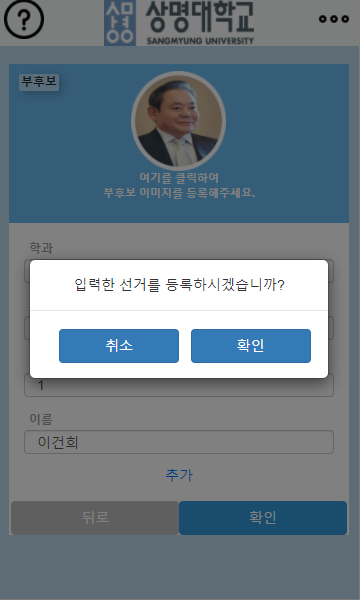 ?
상명
상명대학교
SANGMYUNG UNIVERSITY
부후보
여기를 클릭하여
부후보 이미지를 등록해주세요.
학과
입력한 선거를 등록하시겠습니까?
취소
확인
1
이름
이건희
추가
뒤로
확인